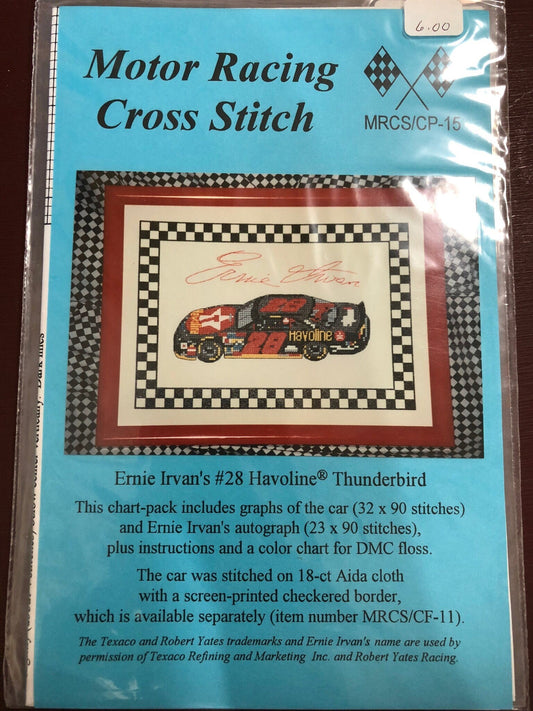 6.00
Motor Racing
Cross Stitch
MRCS/CP-15
Ernie Irvan
28
28
Havoline
Ernie Irvan's #28 Havoline® Thunderbird
This chart-pack includes graphs of the car (32 x 90 stitches)
and Ernie Irvan's autograph (23 x 90 stitches),
plus instructions and a color chart for DMC floss.
The car was stitched on 18-ct Aida cloth
with a screen-printed checkered border,
which is available separately (item number MRCS/CF-11).
The Texaco and Robert Yates trademarks and Ernie Irvan's name are used by
permission of Texaco Refining and Marketing Inc. and Robert Yates Racing.
Dark lines